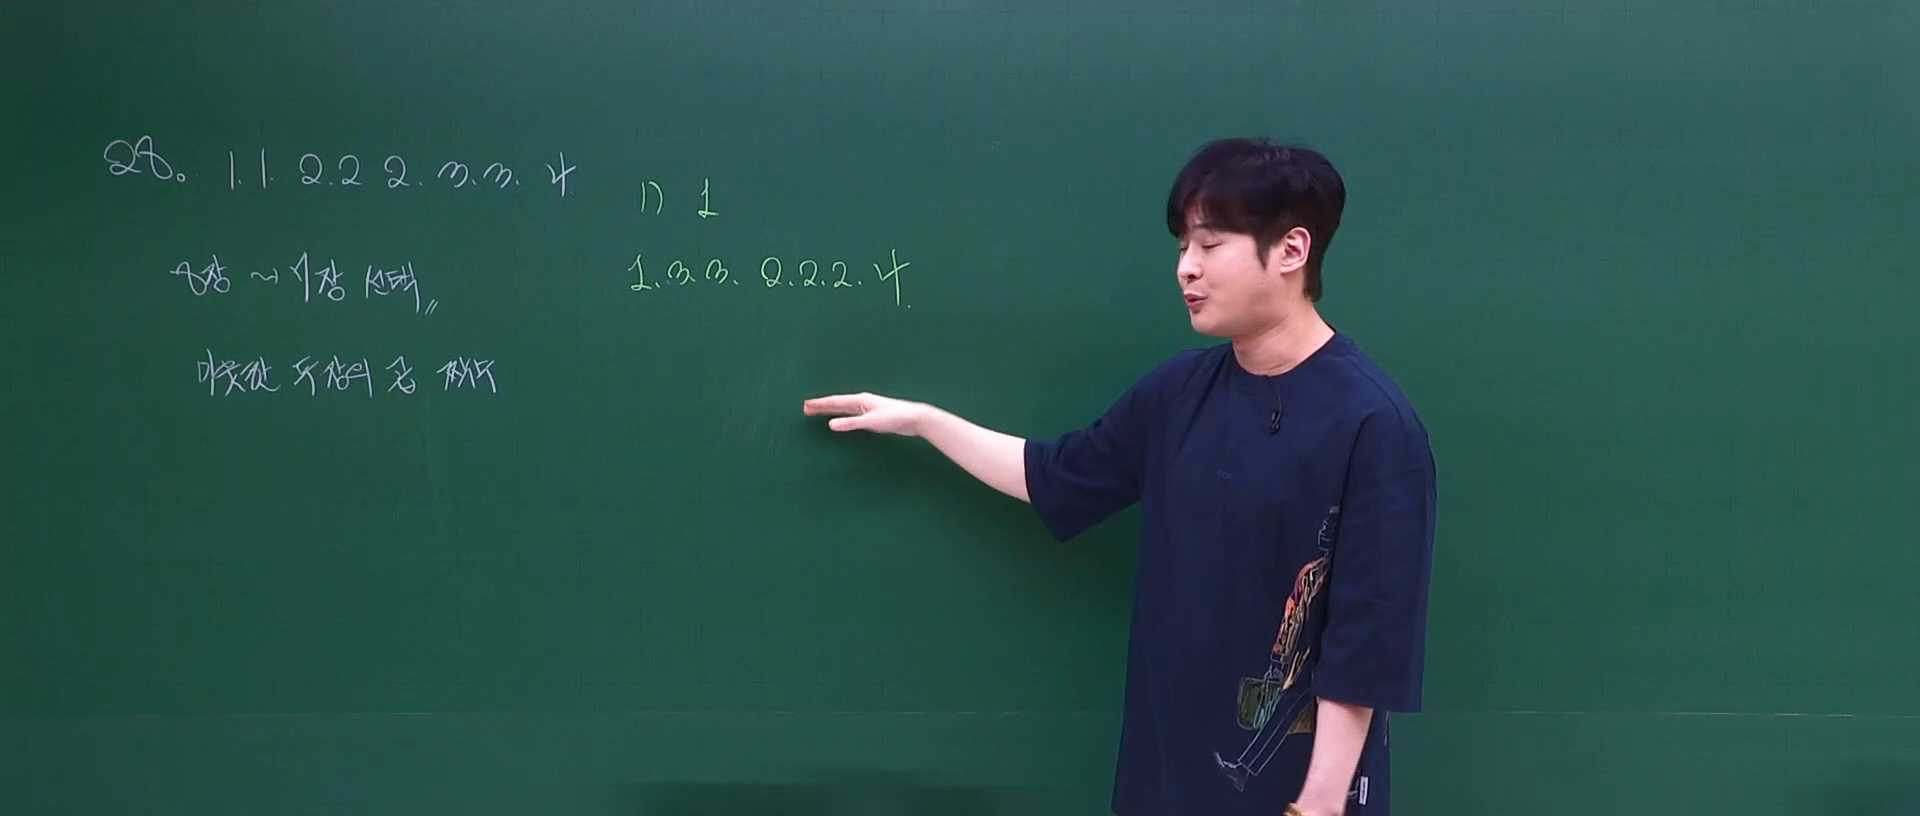 28. 1. 1. 2. 2 2. 3. 3. 4
1) 1
8장 ~ 7장 선택〃
1. 3. 3. 2. 2. 2. 4.
이웃한 두 장의 곱 짝수